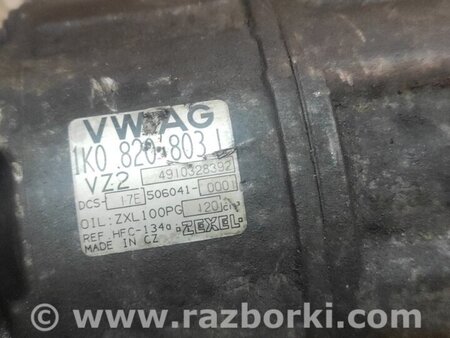 VW AG
1K0 820 803
VZ2 4910328392
DCS- 17E 506041- 0001
OIL: ZXL100PG 120
REF HFC-134a ZEXEL
MADE IN CZ
© www.razborki.com